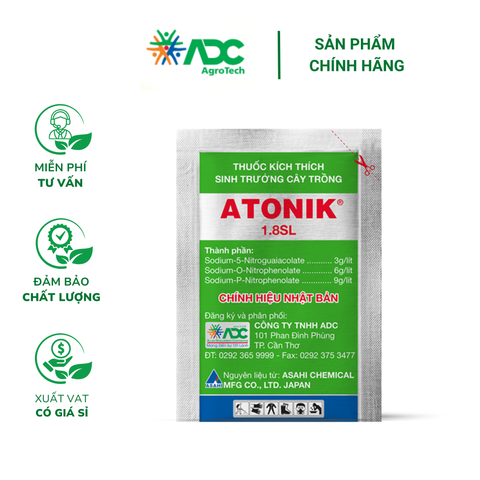 ADC
AgroTech
SẢN PHẨM
CHÍNH HÃNG
MIỄN PHÍ
TƯ VẤN
ĐẢM BẢO
CHẤT LƯỢNG
XUẤT VAT
CÓ GIÁ SỈ
THUỐC KÍCH THÍCH
SINH TRƯỞNG CÂY TRỒNG
ATONIK®
1.8SL
Thành phần:
Sodium-5-Nitroguaiacolate ............ 3g/lít
Sodium-O-Nitrophenolate ............ 6g/lít
Sodium-P-Nitrophenolate ............ 9g/lít
CHÍNH HIỆU NHẬT BẢN
Đăng ký và phân phối:
ADC
CÔNG TY TNHH ADC
101 Phan Đình Phùng
TP. Cần Thơ
ĐT: 0292 365 9999 - Fax: 0292 375 3477
ASAHI
Nguyên liệu từ: ASAHI CHEMICAL
MFG CO., LTD. JAPAN